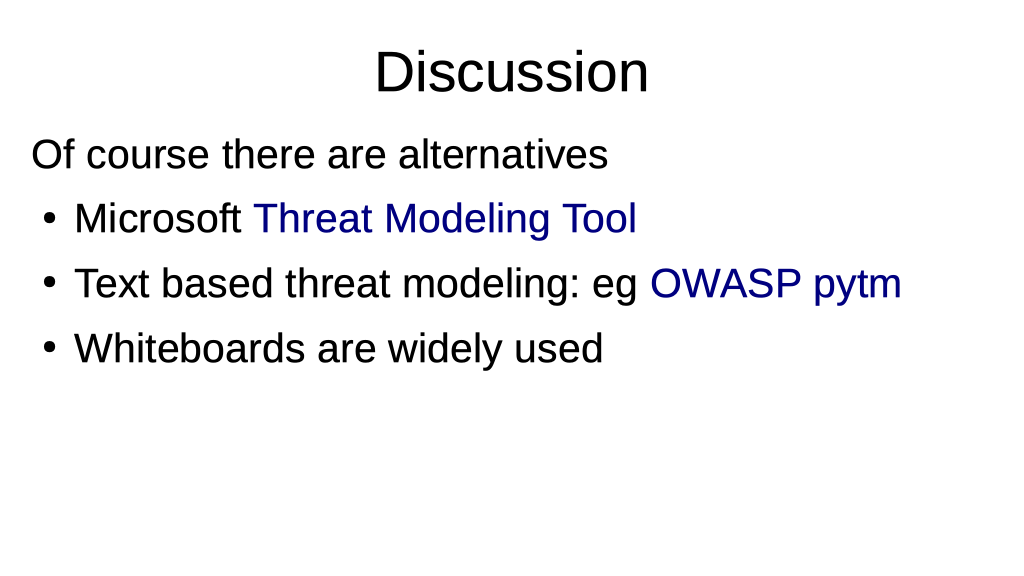 Discussion
Of course there are alternatives
• Microsoft Threat Modeling Tool
• Text based threat modeling: eg OWASP pytm
• Whiteboards are widely used